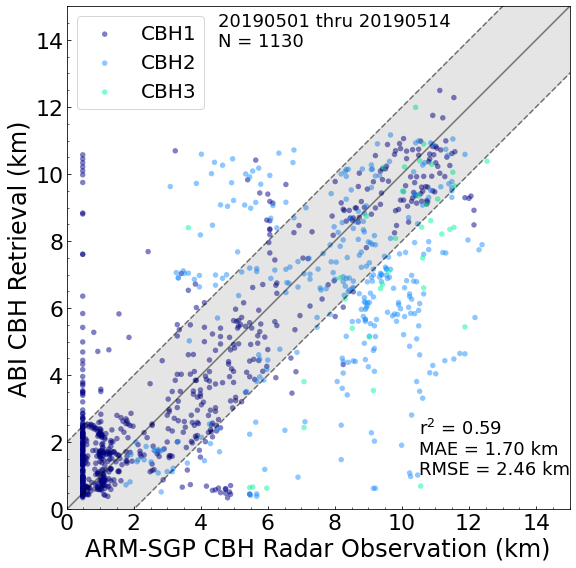 CBH1
CBH2
CBH3
20190501 thru 20190514
N = 1130
14
12
10
8
6
4
2
0
ABI CBH Retrieval (km)
r² = 0.59
MAE = 1.70 km
RMSE = 2.46 km
0 2 4 6 8 10 12 14
ARM-SGP CBH Radar Observation (km)